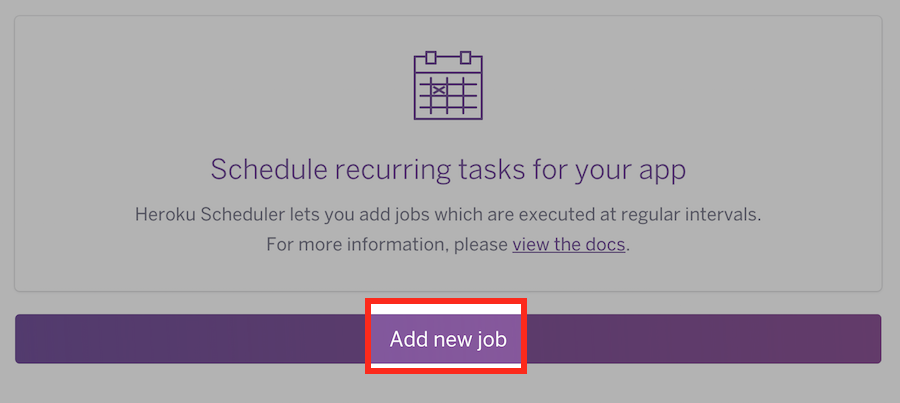 Schedule recurring tasks for your app
Heroku Scheduler lets you add jobs which are executed at regular intervals.
For more information, please view the docs.
Add new job